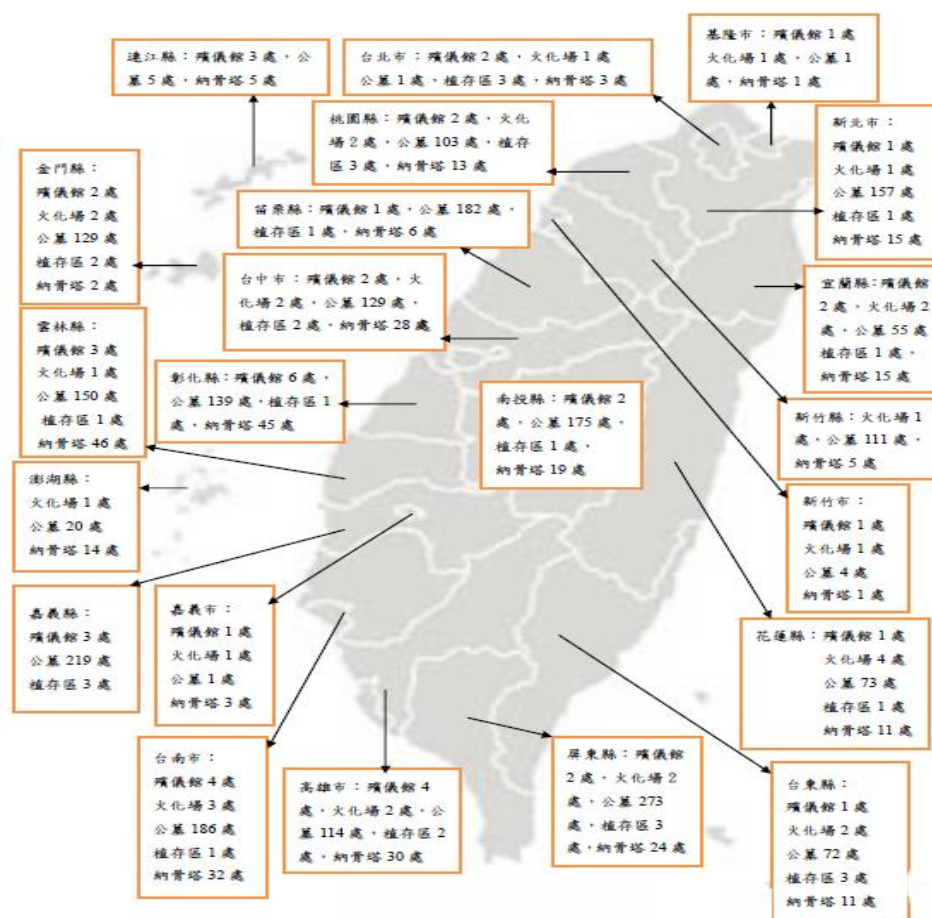 連江縣：殯儀館 3 處，公
墓 5 處，納骨塔 5 處
台北市：殯儀館 2 處，火化場 1 處
公墓 1 處，植存區 3 處，納骨塔 3 處
基隆市：殯儀館 1 處
火化場 1 處，公墓 1 處
，納骨塔 1 處
桃園縣：殯儀館 2 處，火化
場 2 處，公墓 103 處，植存
區 3 處，納骨塔 13 處
新北市：
殯儀館 1 處
火化場 1 處
公墓 157 處
植存區 1 處
納骨塔 15 處
金門縣：
殯儀館 2 處
火化場 2 處
公墓 129 處
植存區 2 處
納骨塔 2 處
苗栗縣：殯儀館 1 處，公墓 182 處，
植存區 1 處，納骨塔 6 處
台中市：殯儀館 2 處，火
化場 2 處，公墓 129 處，
植存區 2 處，納骨塔 28 處
宜蘭縣：殯儀館
2 處，火化場 2
處，公墓 55 處
植存區 1 處，
納骨塔 15 處
雲林縣：
殯儀館 3 處
火化場 1 處
公墓 150 處
植存區 1 處
納骨塔 46 處
彰化縣：殯儀館 6 處，
公墓 139 處，植存區 1
處，納骨塔 45 處
南投縣：殯儀館 2
處，公墓 175 處，
植存區 1 處，
納骨塔 19 處
新竹縣：火化場 1
處，公墓 111 處，
納骨塔 5 處
澎湖縣：
火化場 1 處
公墓 20 處
納骨塔 14 處
新竹市：
殯儀館 1 處
火化場 1 處
公墓 4 處
納骨塔 1 處
嘉義縣：
殯儀館 3 處
公墓 219 處
植存區 3 處
嘉義市：
殯儀館 1 處
火化場 1 處
公墓 1 處
納骨塔 3 處
花蓮縣：殯儀館 1 處
火化場 4 處
公墓 73 處
植存區 1 處
納骨塔 11 處
台南市：
殯儀館 4 處
火化場 3 處
公墓 186 處
植存區 1 處
納骨塔 32 處
高雄市：殯儀館 4
處，火化場 2 處，公
墓 114 處，植存區 2
處，納骨塔 30 處
屏東縣：殯儀館
2 處，火化場 2 處
，公墓 273
處，植存區 3
處，納骨塔 24 處
台東縣：
殯儀館 1 處
火化場 2 處
公墓 72 處
植存區 3 處
納骨塔 11 處